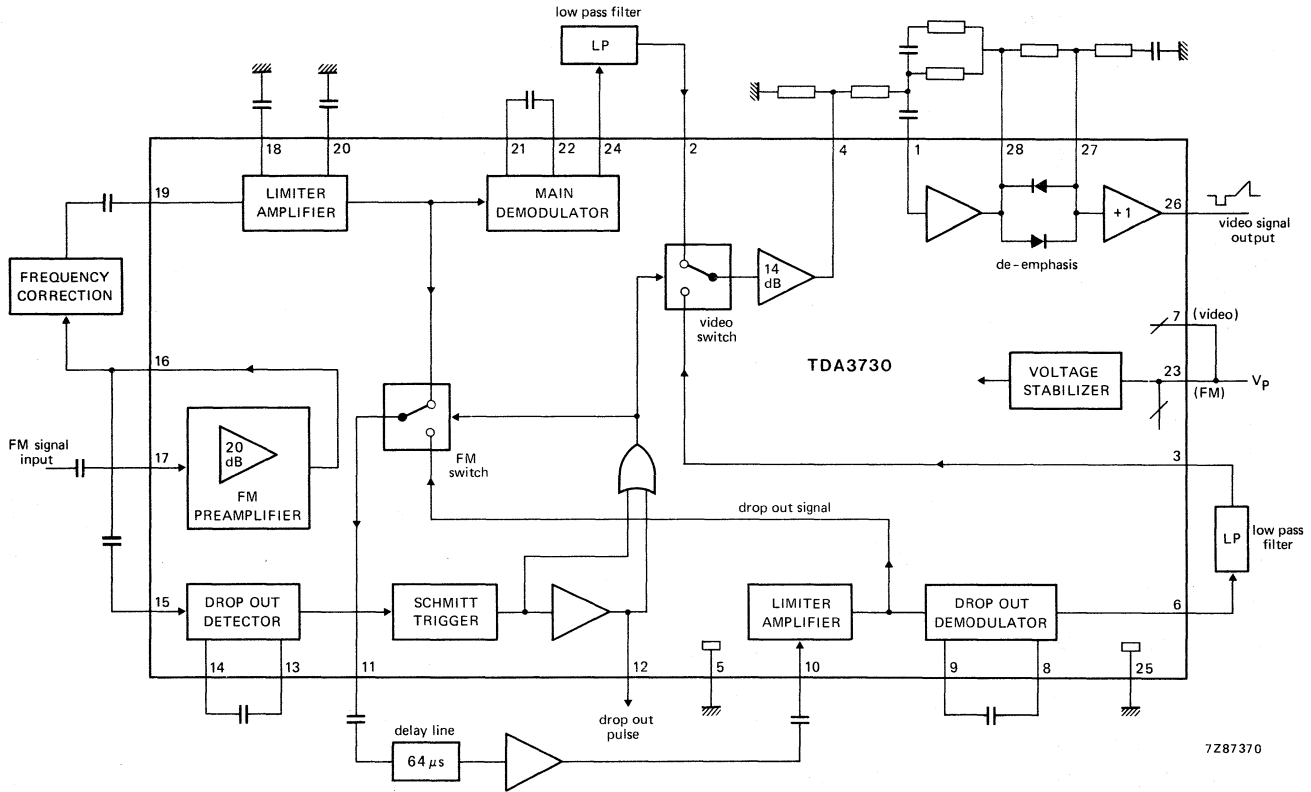 low pass filter
LP
18
20
21
22
24
2
4
1
28
27
19
LIMITER
AMPLIFIER
MAIN
DEMODULATOR
+1
26
video signal
output
de-emphasis
FREQUENCY
CORRECTION
14
dB
video
switch
7
(video)
TDA3730
VOLTAGE
STABILIZER
23
(FM)
Vp
16
FM signal
input
17
20
dB
FM
PREAMPLIFIER
FM
switch
3
drop out signal
LP
low pass
filter
15
DROP OUT
DETECTOR
SCHMITT
TRIGGER
LIMITER
AMPLIFIER
DROP OUT
DEMODULATOR
6
14
13
11
12
5
10
9
8
25
drop out
pulse
delay line
64 μs
7Z87370